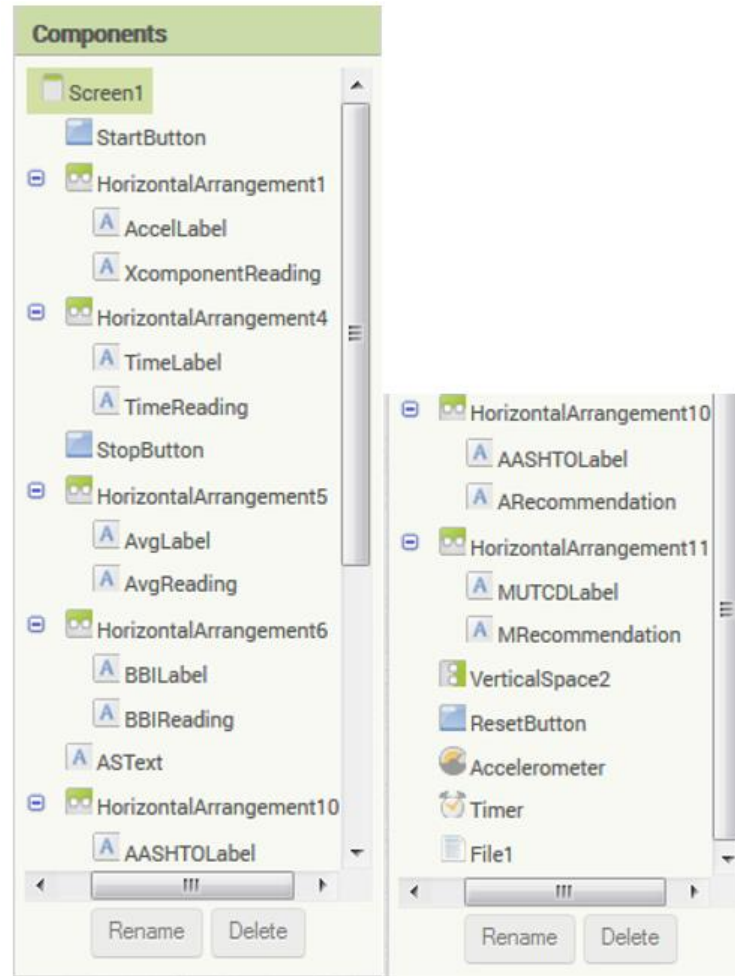 Components
Screen1
StartButton
HorizontalArrangement1
AccelLabel
XcomponentReading
HorizontalArrangement4
TimeLabel
TimeReading
StopButton
HorizontalArrangement5
AvgLabel
AvgReading
HorizontalArrangement6
BBILabel
BBIReading
ASText
HorizontalArrangement10
AASHTOLabel
Rename Delete
HorizontalArrangement10
AASHTOLabel
ARecommendation
HorizontalArrangement11
MUTCDLabel
MRecommendation
VerticalSpace2
ResetButton
Accelerometer
Timer
File1
Rename Delete